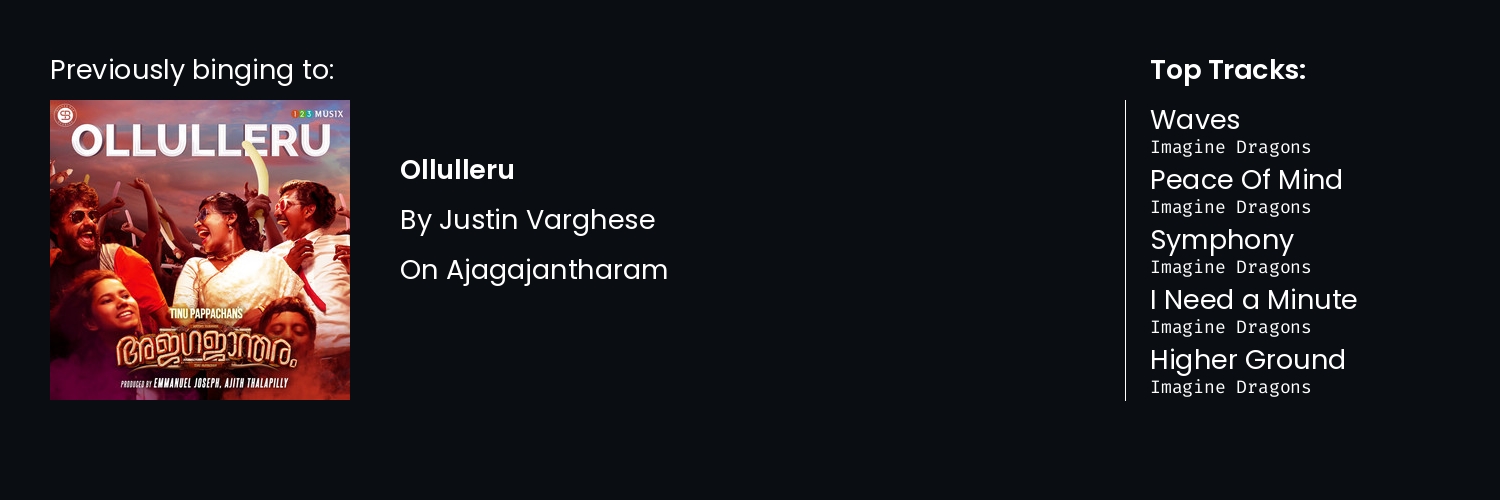 Previously binging to:
SB
123 MUSIX
OLLULLERU
TINU PAPPACHANS
അജഗജാന്തരം
PRODUCED BY EMMANUEL JOSEPH, AJITH THALAPILLY
Ollulleru
By Justin Varghese
On Ajagajantharam
Top Tracks:
Waves
Imagine Dragons
Peace Of Mind
Imagine Dragons
Symphony
Imagine Dragons
I Need a Minute
Imagine Dragons
Higher Ground
Imagine Dragons